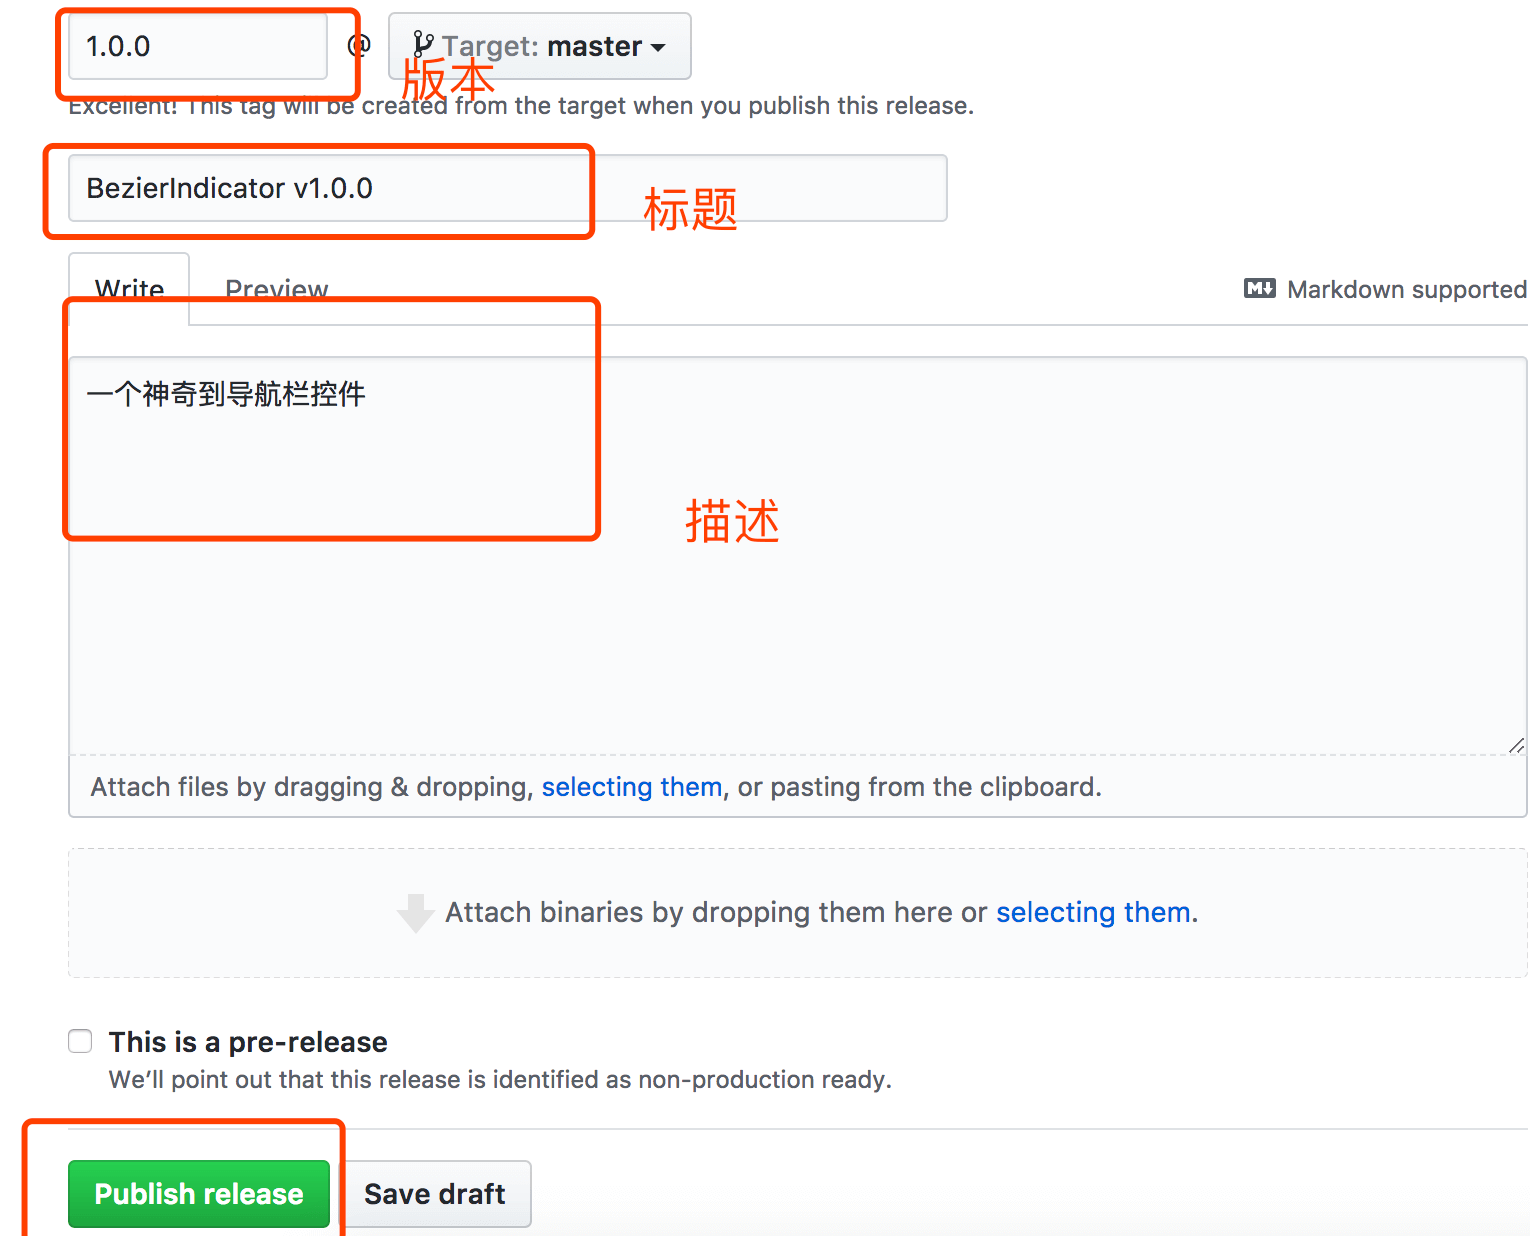 1.0.0 @ Target: master
版本
Excellent! This tag will be created from the target when you publish this release.
BezierIndicator v1.0.0
标题
Write Preview Markdown supported
一个神奇到导航栏控件
描述
Attach files by dragging & dropping, selecting them, or pasting from the clipboard.
Attach binaries by dropping them here or selecting them.
This is a pre-release
We’ll point out that this release is identified as non-production ready.
Publish release Save draft